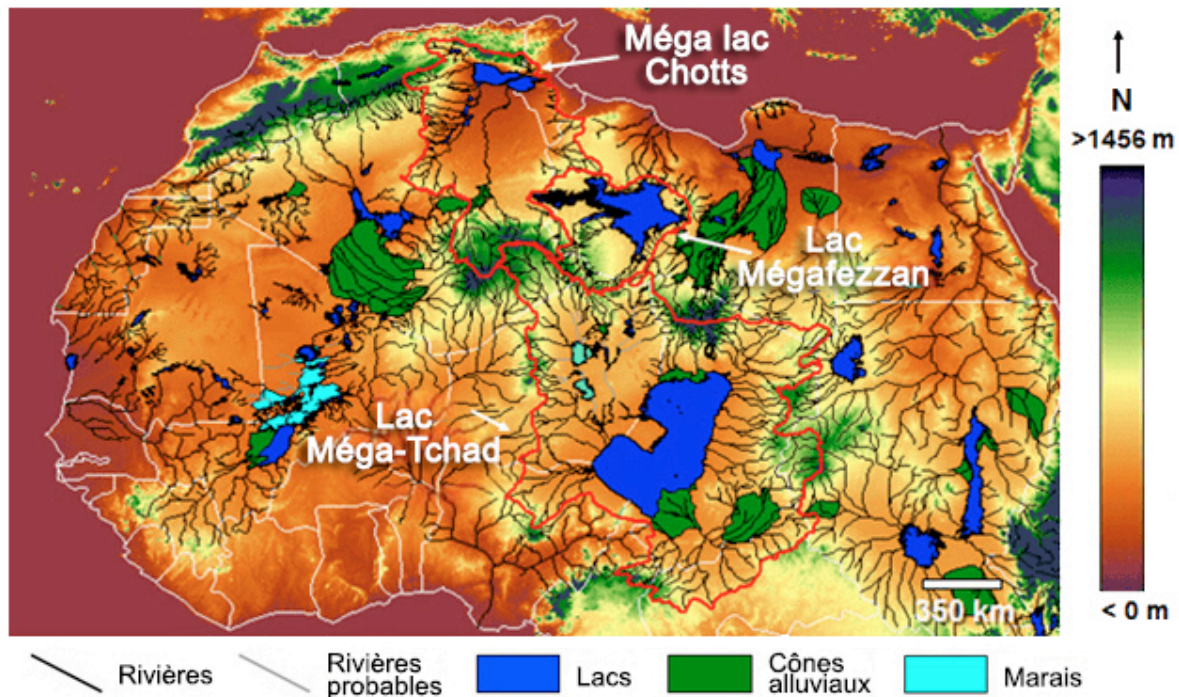 Méga lac
Chotts
N
>1456 m
Lac
Mégafezzan
Lac
Méga-Tchad
350 km
< 0 m
Rivières
Rivières
probables
Lacs
Cônes
alluviaux
Marais